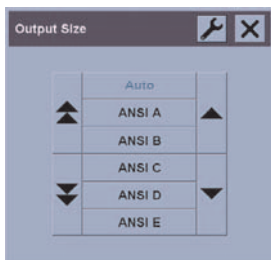 Output Size
Auto
ANSI A
ANSI B
ANSI C
ANSI D
ANSI E